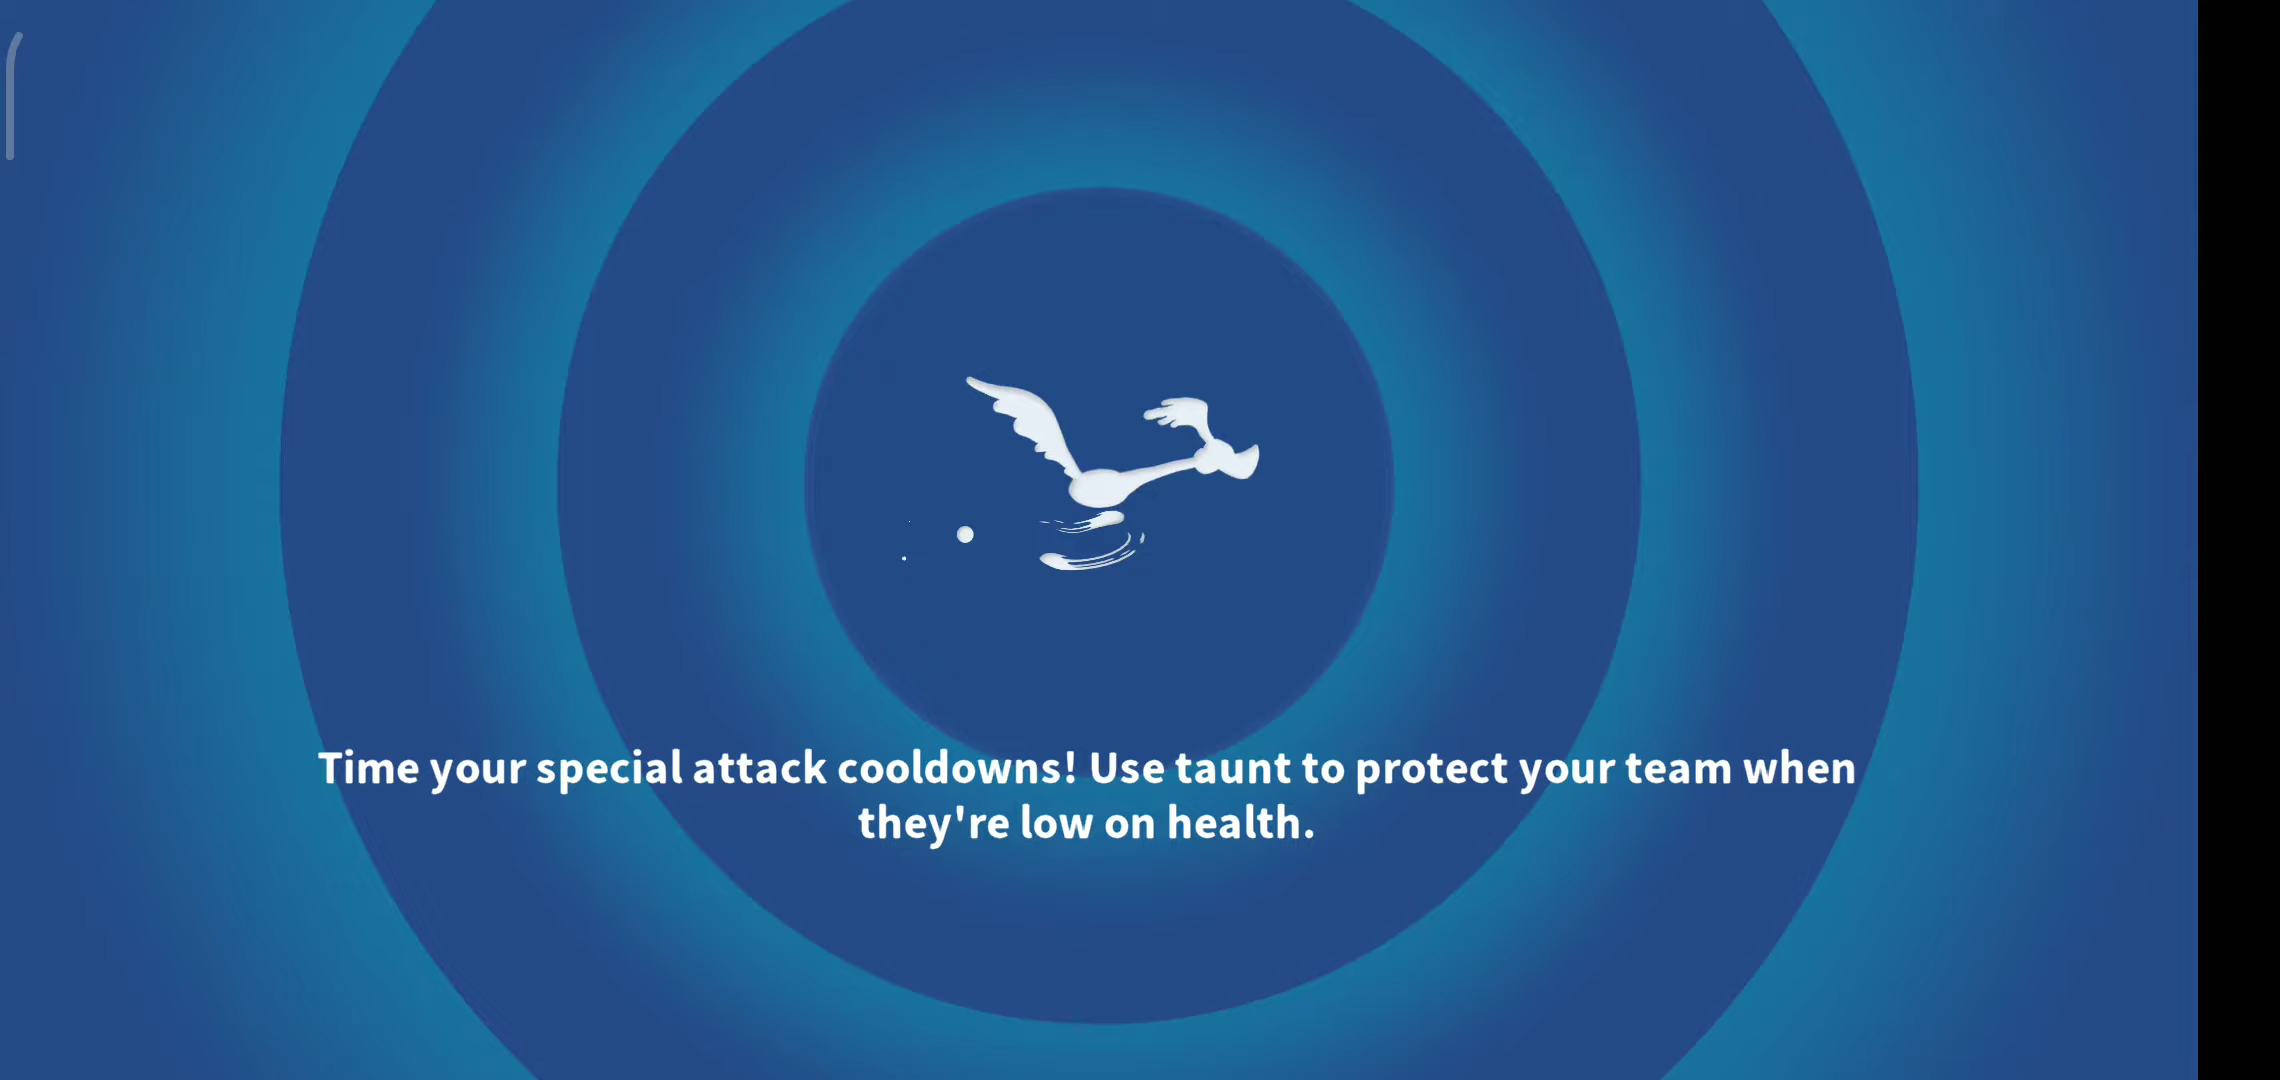 Time your special attack cooldowns! Use taunt to protect your team when
they're low on health.